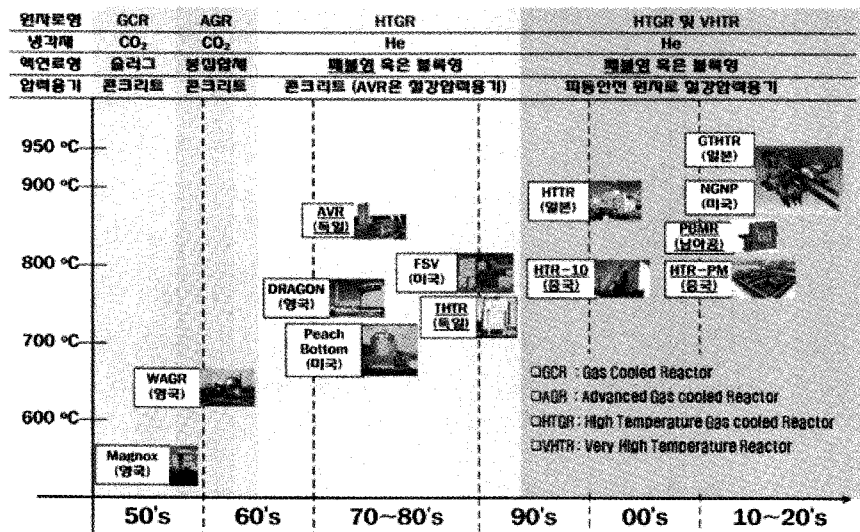 원자로형 GCR AGR HTGR HTGR 및 VHTR
냉각재 CO₂ CO₂ He He
핵연료형 슬러그 봉집합체 페블형 혹은 블록형 페블형 혹은 블록형
압력용기 콘크리트 콘크리트 콘크리트 (AVR은 철강압력용기) 피동안전 원자로 철강압력용기
950 ℃
900 ℃
800 ℃
700 ℃
600 ℃
GTHTR
(일본)
HTTR
(일본)
NGNP
(미국)
AVR
(독일)
PBMR
(남아공)
FSV
(미국)
HTR-10
(중국)
HTR-PM
(중국)
DRAGON
(영국)
THTR
(독일)
Peach
Bottom
(미국)
WAGR
(영국)
Magnox
(영국)
□GCR : Gas Cooled Reactor
□AGR : Advanced Gas cooled Reactor
□HTGR : High Temperature Gas cooled Reactor
□VHTR : Very High Temperature Reactor
50's 60's 70~80's 90's 00's 10~20's